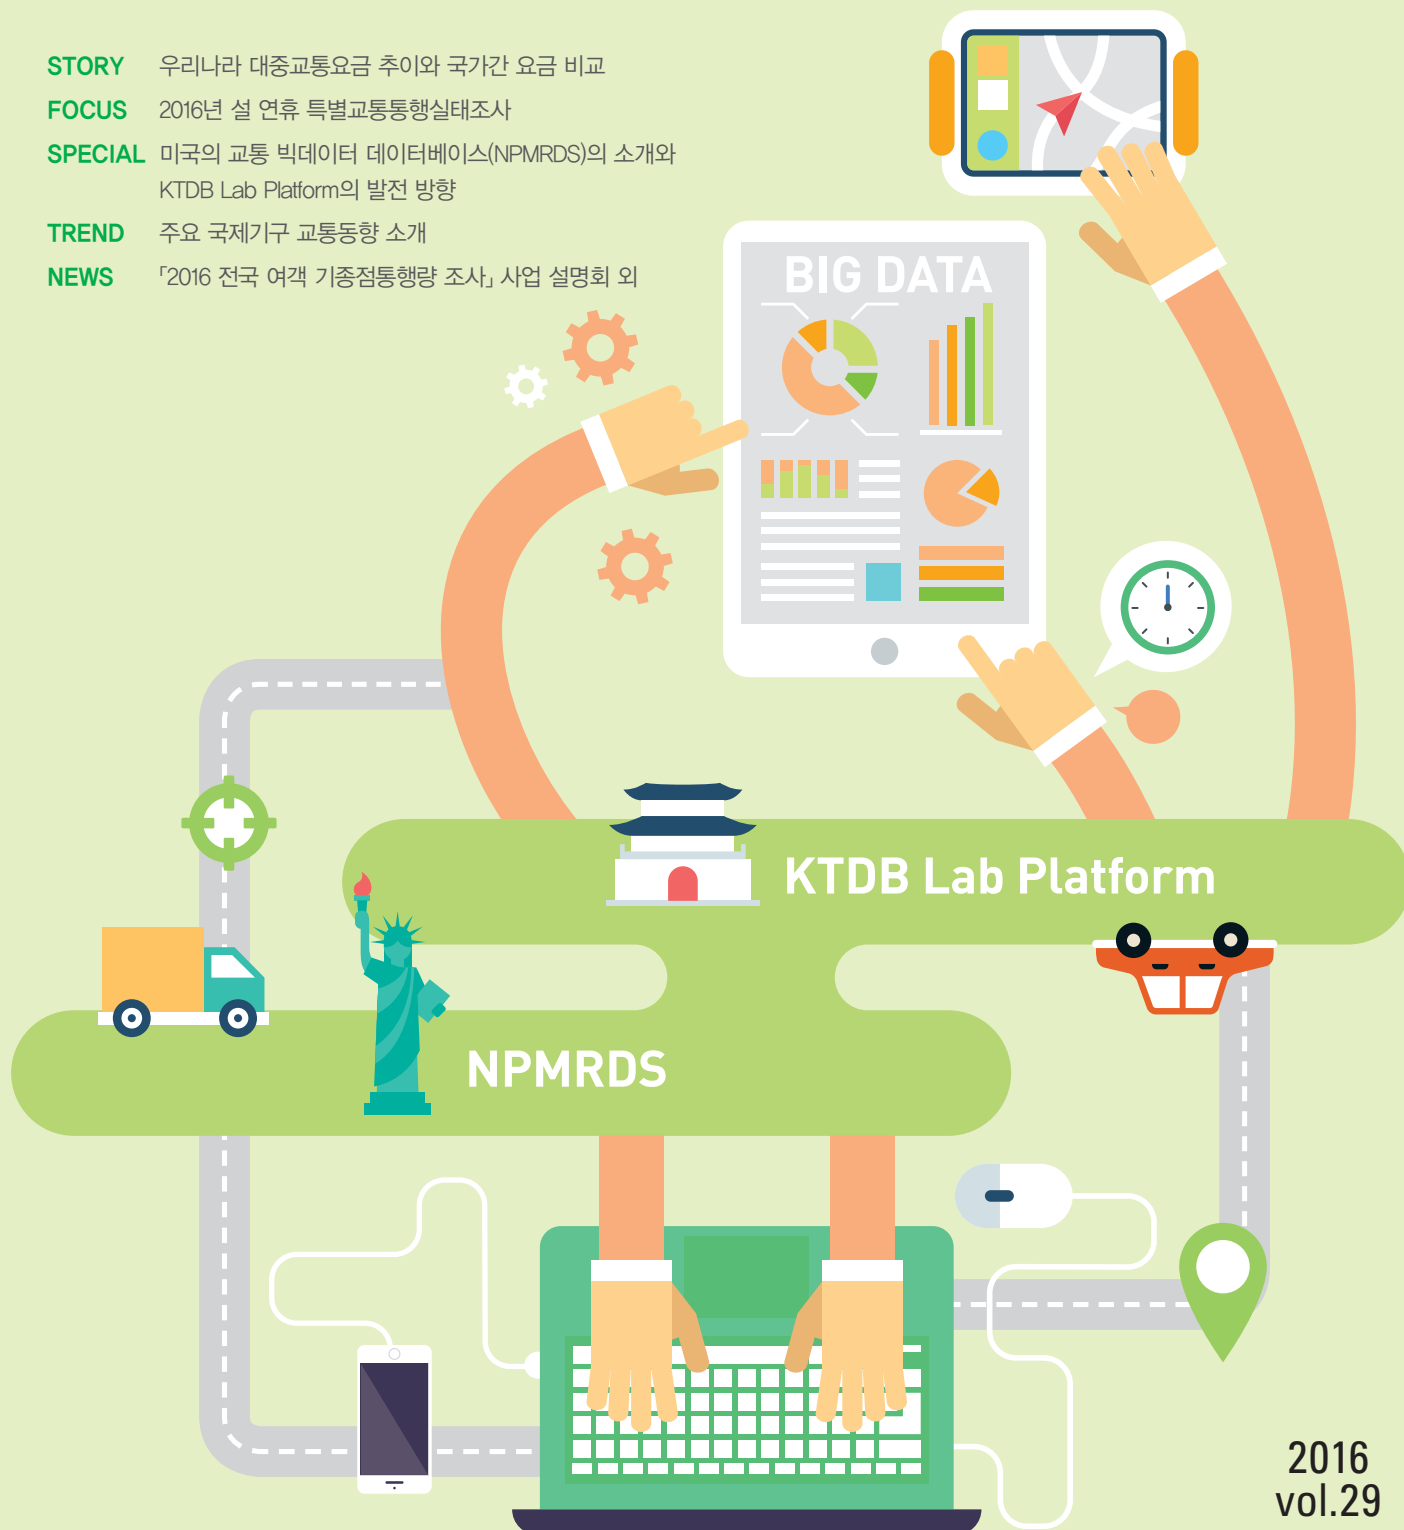 STORY 우리나라 대중교통요금 추이와 국가간 요금 비교
FOCUS 2016년 설 연휴 특별교통통행실태조사
SPECIAL 미국의 교통 빅데이터 데이터베이스(NPMRDS)의 소개와
KTDB Lab Platform의 발전 방향
TREND 주요 국제기구 교통동향 소개
NEWS 「2016 전국 여객 기종점통행량 조사」 사업 설명회 외
BIG DATA
KTDB Lab Platform
NPMRDS
2016
vol.29